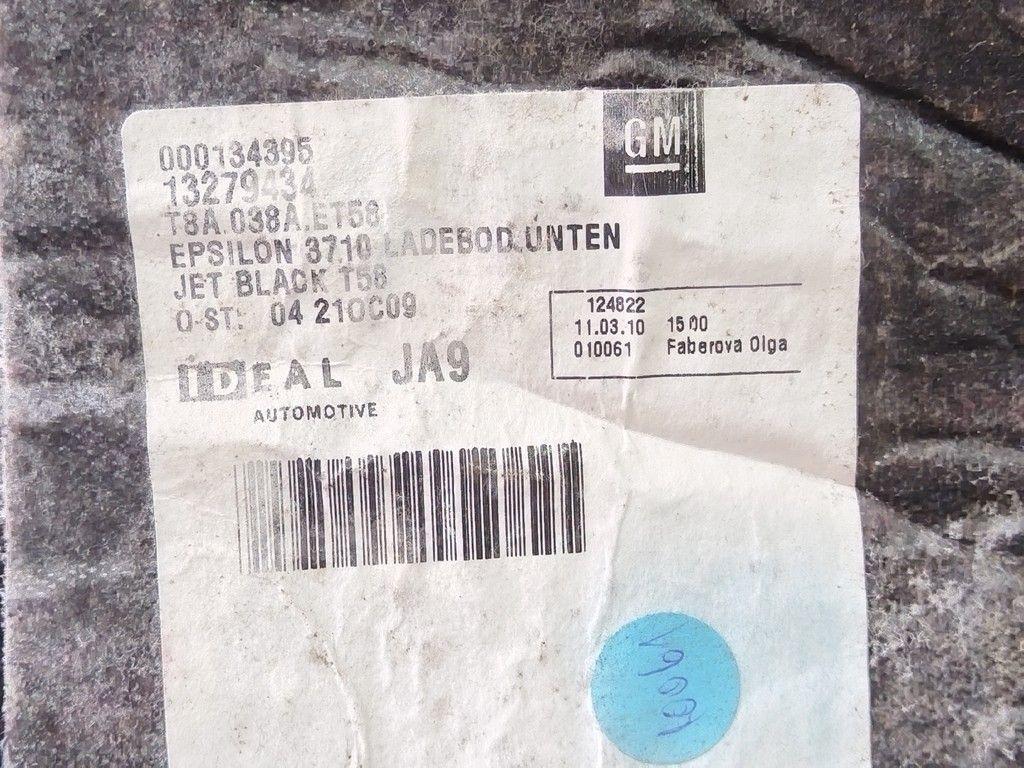 GM
000134395
13279434
T8A.038A.ET58
EPSILON 3710 LADEBOD.UNTEN
JET BLACK T58
Q-ST: 04 21OC09
124822
11.03.10 15:00
010061 Faberova Olga
IDEAL JA9
AUTOMOTIVE